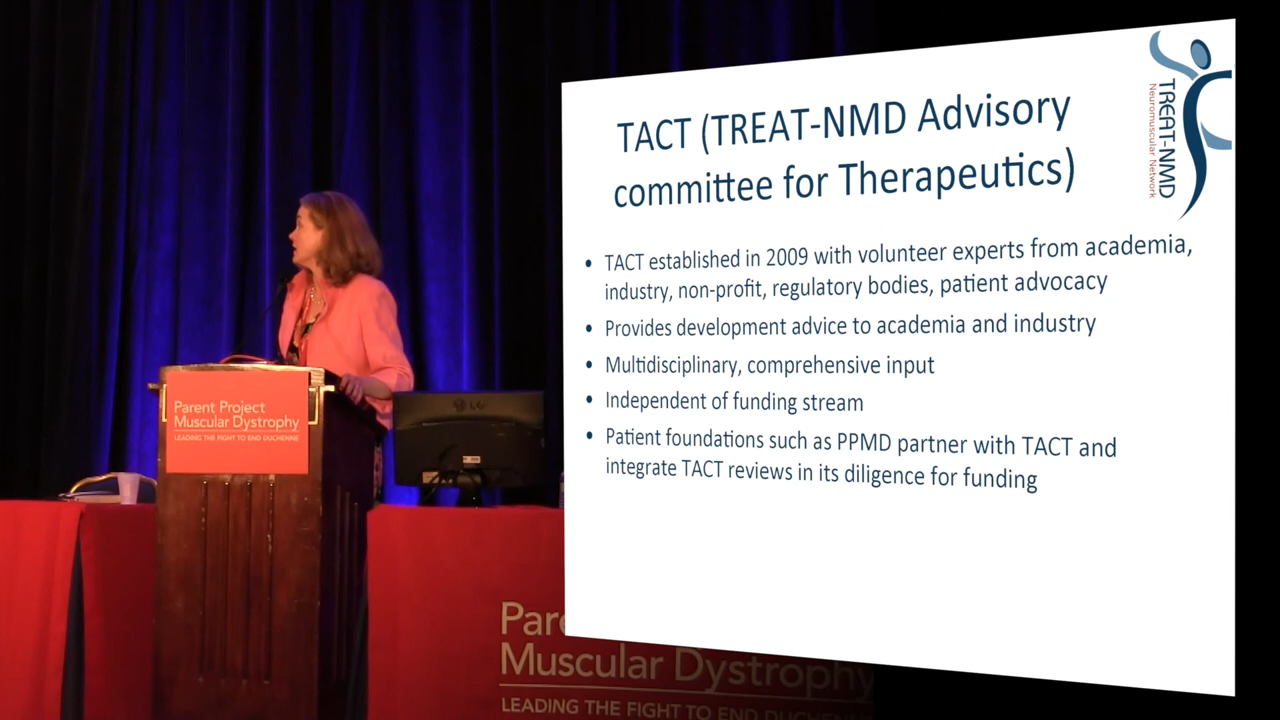 TACT (TREAT-NMD Advisory
committee for Therapeutics)
TREAT-NMD
Neuromuscular Network
• TACT established in 2009 with volunteer experts from academia,
industry, non-profit, regulatory bodies, patient advocacy
• Provides development advice to academia and industry
• Multidisciplinary, comprehensive input
• Independent of funding stream
• Patient foundations such as PPMD partner with TACT and
integrate TACT reviews in its diligence for funding
Parent Project
Muscular Dystrophy
LEADING THE FIGHT TO END DUCHENNE
LG
Pare
Muscular Dystrophy
LEADING THE FIGHT TO END DUCHENNE